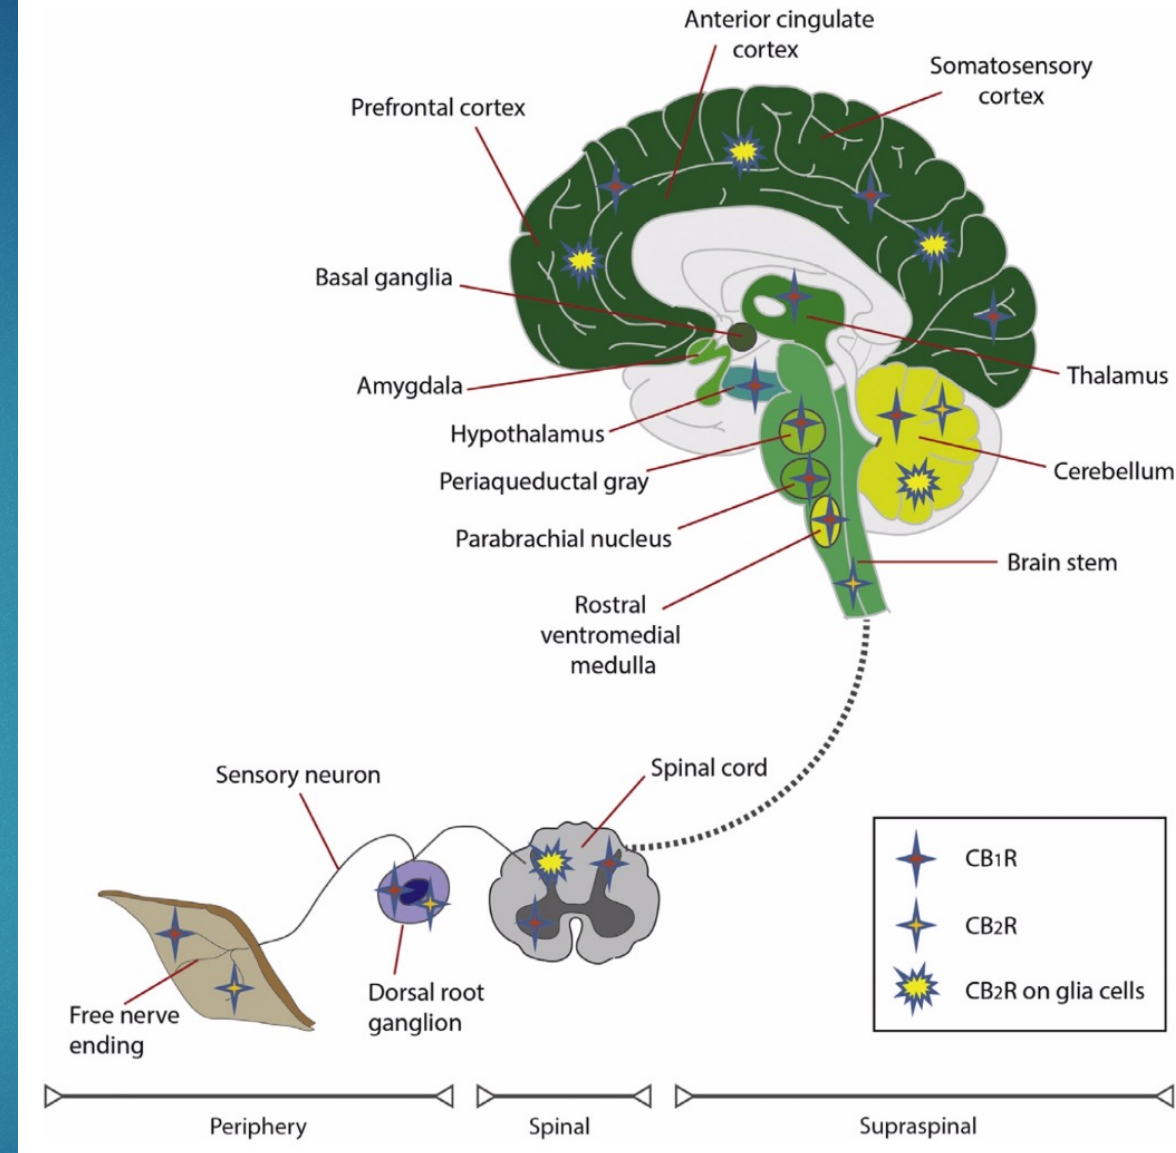 Anterior cingulate
cortex
Somatosensory
cortex
Prefrontal cortex
Basal ganglia
Thalamus
Amygdala
Hypothalamus
Periaqueductal gray
Cerebellum
Parabrachial nucleus
Brain stem
Rostral
ventromedial
medulla
Sensory neuron
Spinal cord
CB1R
CB2R
CB2R on glia cells
Dorsal root
ganglion
Free nerve
ending
Periphery
Spinal
Supraspinal